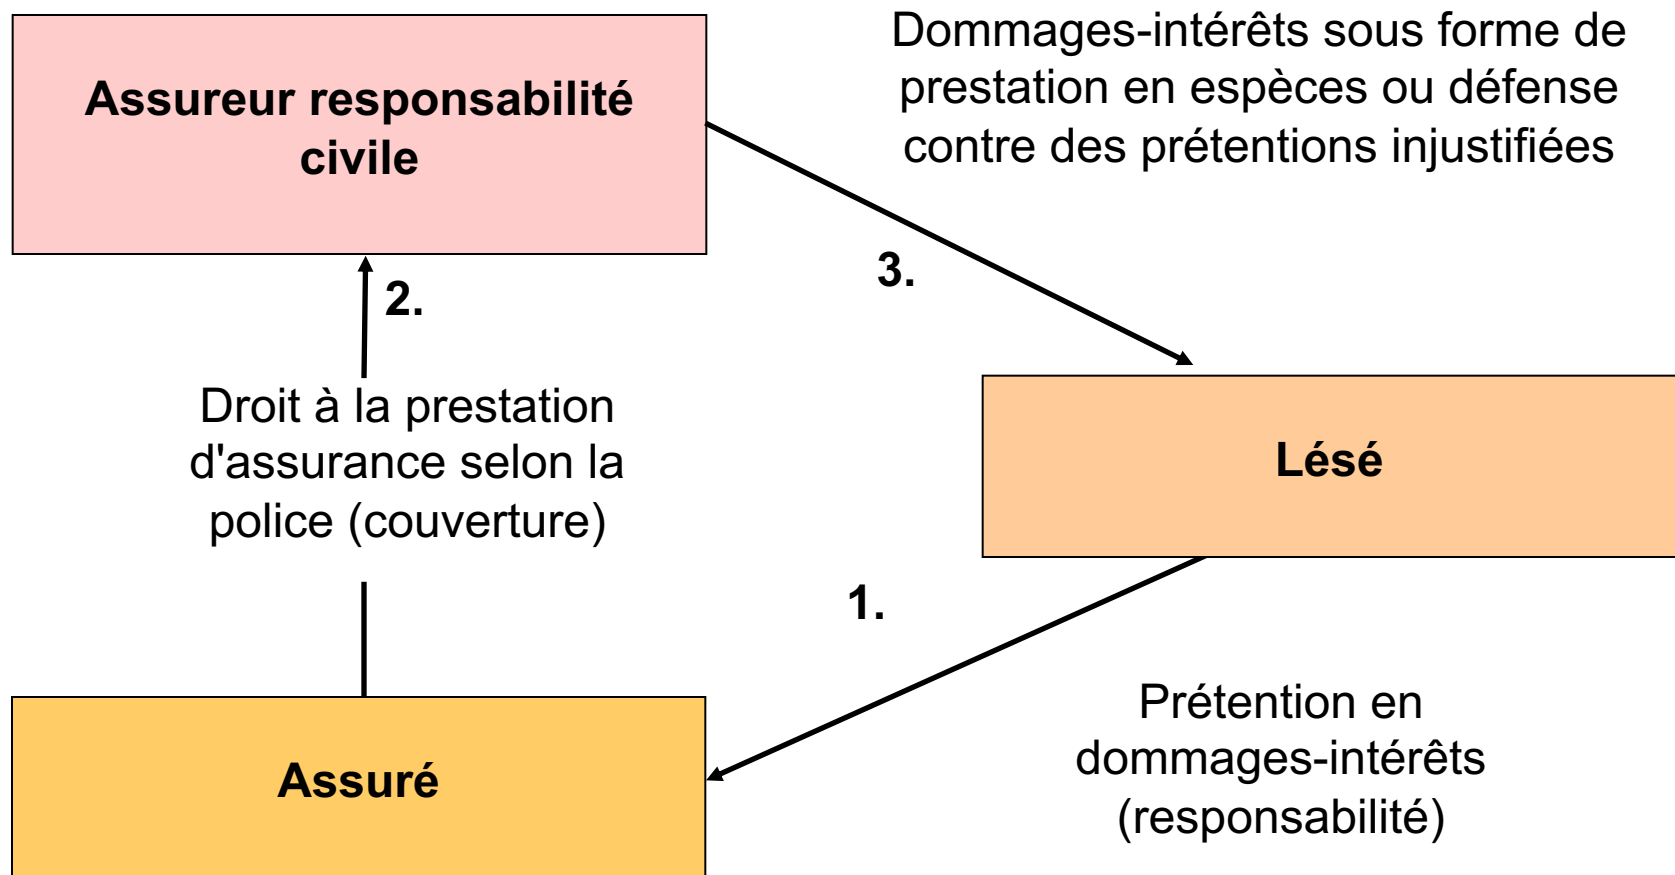 Assureur responsabilité
civile
Dommages-intérêts sous forme de
prestation en espèces ou défense
contre des prétentions injustifiées
3.
2.
Droit à la prestation
d'assurance selon la
police (couverture)
Lésé
1.
Prétention en
dommages-intérêts
(responsabilité)
Assuré